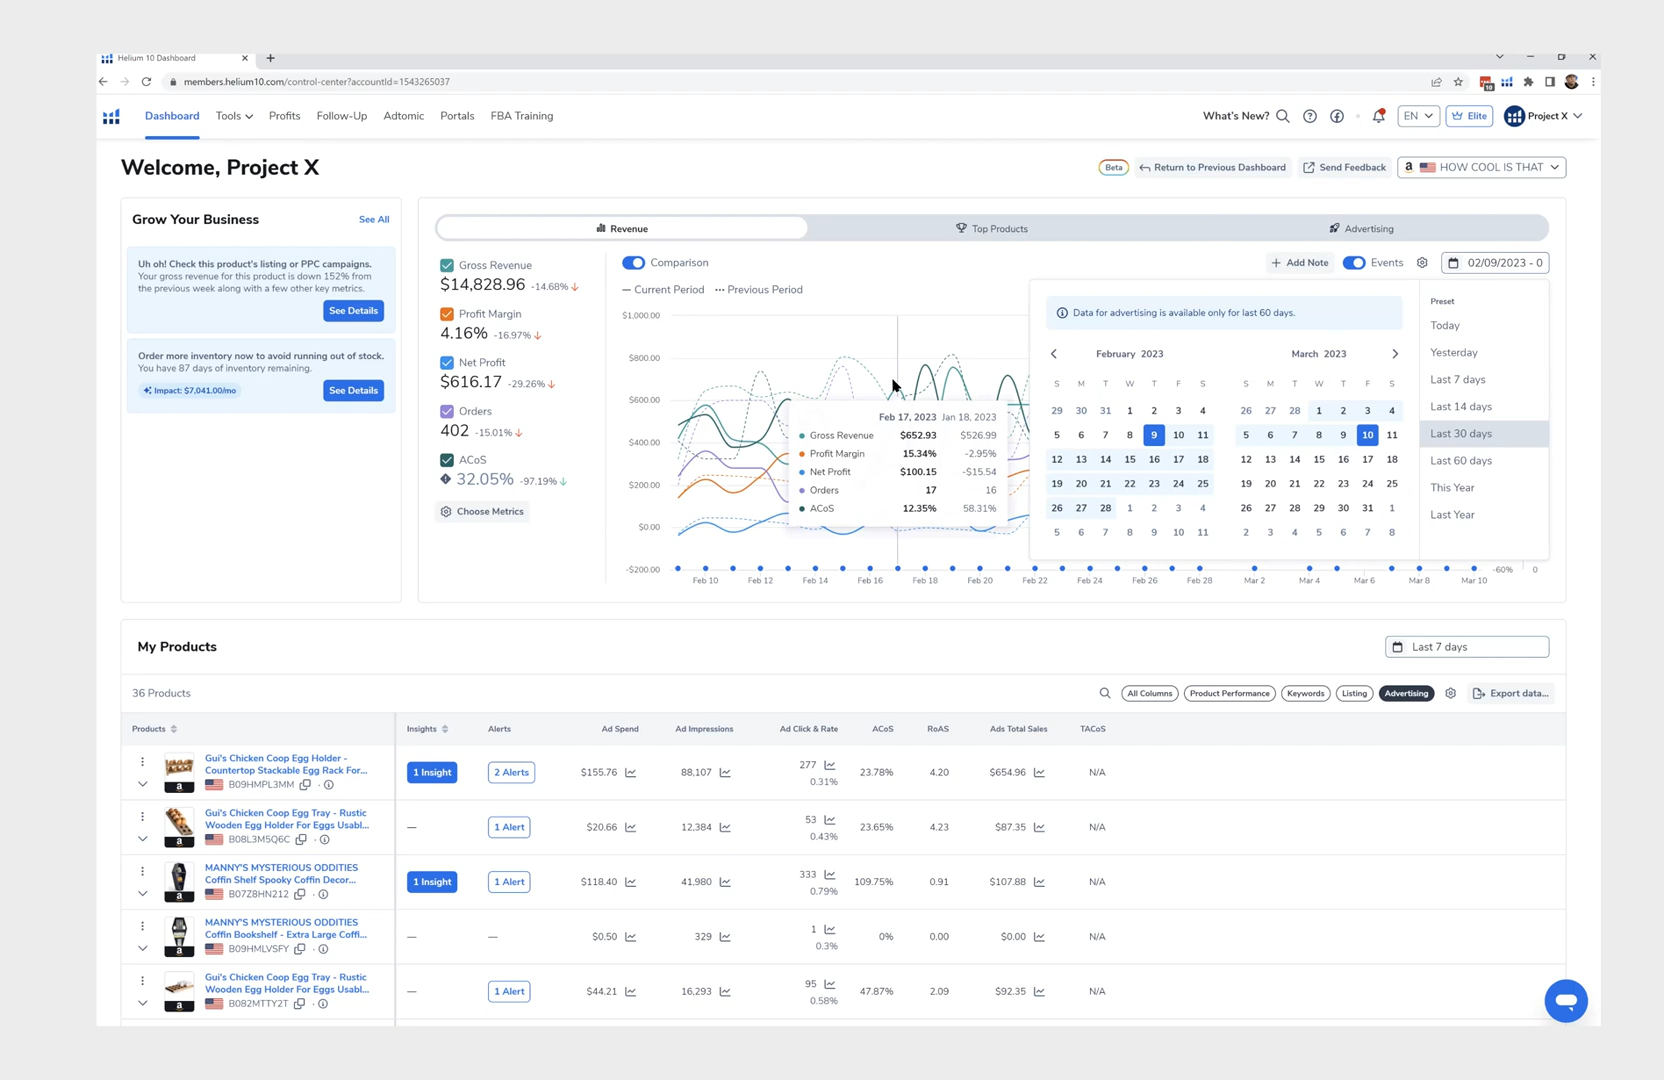 Helium 10 Dashboard
members.helium10.com/control-center?accountId=1543265037
10
Dashboard Tools Profits Follow-Up Adtomic Portals FBA Training
What's New? EN Elite Project X
Welcome, Project X
Beta Return to Previous Dashboard Send Feedback a HOW COOL IS THAT
Grow Your Business See All
Uh oh! Check this product's listing or PPC campaigns.
Your gross revenue for this product is down 152% from
the previous week along with a few other key metrics.
See Details
Order more inventory now to avoid running out of stock.
You have 87 days of inventory remaining.
Impact: $7,041.00/mo See Details
Revenue Top Products Advertising
Gross Revenue
$14,828.96 -14.68%
Profit Margin
4.16% -16.97%
Net Profit
$616.17 -29.26%
Orders
402 -15.01%
ACoS
32.05% -97.19%
Choose Metrics
Comparison
Current Period Previous Period
+ Add Note Events 02/09/2023 - 0
$1,000.00
$800.00
$600.00
$400.00
$200.00
$0.00
-$200.00
Feb 17, 2023 Jan 18, 2023
Gross Revenue $652.93 $526.99
Profit Margin 15.34% -2.95%
Net Profit $100.15 -$15.54
Orders 17 16
ACoS 12.35% 58.31%
-60% 0
Feb 10 Feb 12 Feb 14 Feb 16 Feb 18 Feb 20 Feb 22 Feb 24 Feb 26 Feb 28 Mar 2 Mar 4 Mar 6 Mar 8 Mar 10
Data for advertising is available only for last 60 days.
February 2023
S M T W T F S
29 30 31 1 2 3 4
5 6 7 8 9 10 11
12 13 14 15 16 17 18
19 20 21 22 23 24 25
26 27 28 1 2 3 4
5 6 7 8 9 10 11
March 2023
S M T W T F S
26 27 28 1 2 3 4
5 6 7 8 9 10 11
12 13 14 15 16 17 18
19 20 21 22 23 24 25
26 27 28 29 30 31 1
2 3 4 5 6 7 8
Preset
Today
Yesterday
Last 7 days
Last 14 days
Last 30 days
Last 60 days
This Year
Last Year
My Products Last 7 days
36 Products All Columns Product Performance Keywords Listing Advertising Export data...
Products Insights Alerts Ad Spend Ad Impressions Ad Click & Rate ACoS RoAS Ads Total Sales TACoS
Gui's Chicken Coop Egg Holder -
Countertop Stackable Egg Rack For...
a B09HMPL3MM
1 Insight 2 Alerts $155.76 88,107 277 0.31% 23.78% 4.20 $654.96 N/A
Gui's Chicken Coop Egg Tray - Rustic
Wooden Egg Holder For Eggs Usabl...
a B08L3M5Q6C
— 1 Alert $20.66 12,384 53 0.43% 23.65% 4.23 $87.35 N/A
MANNY'S MYSTERIOUS ODDITIES
Coffin Shelf Spooky Coffin Decor...
a B07Z8HN212
1 Insight 1 Alert $118.40 41,980 333 0.79% 109.75% 0.91 $107.88 N/A
MANNY'S MYSTERIOUS ODDITIES
Coffin Bookshelf - Extra Large Coffi...
a B09HMLVSFY
— — $0.50 329 1 0.3% 0% 0.00 $0.00 N/A
Gui's Chicken Coop Egg Tray - Rustic
Wooden Egg Holder For Eggs Usabl...
a B082MTTY2T
— 1 Alert $44.21 16,293 95 0.58% 47.87% 2.09 $92.35 N/A